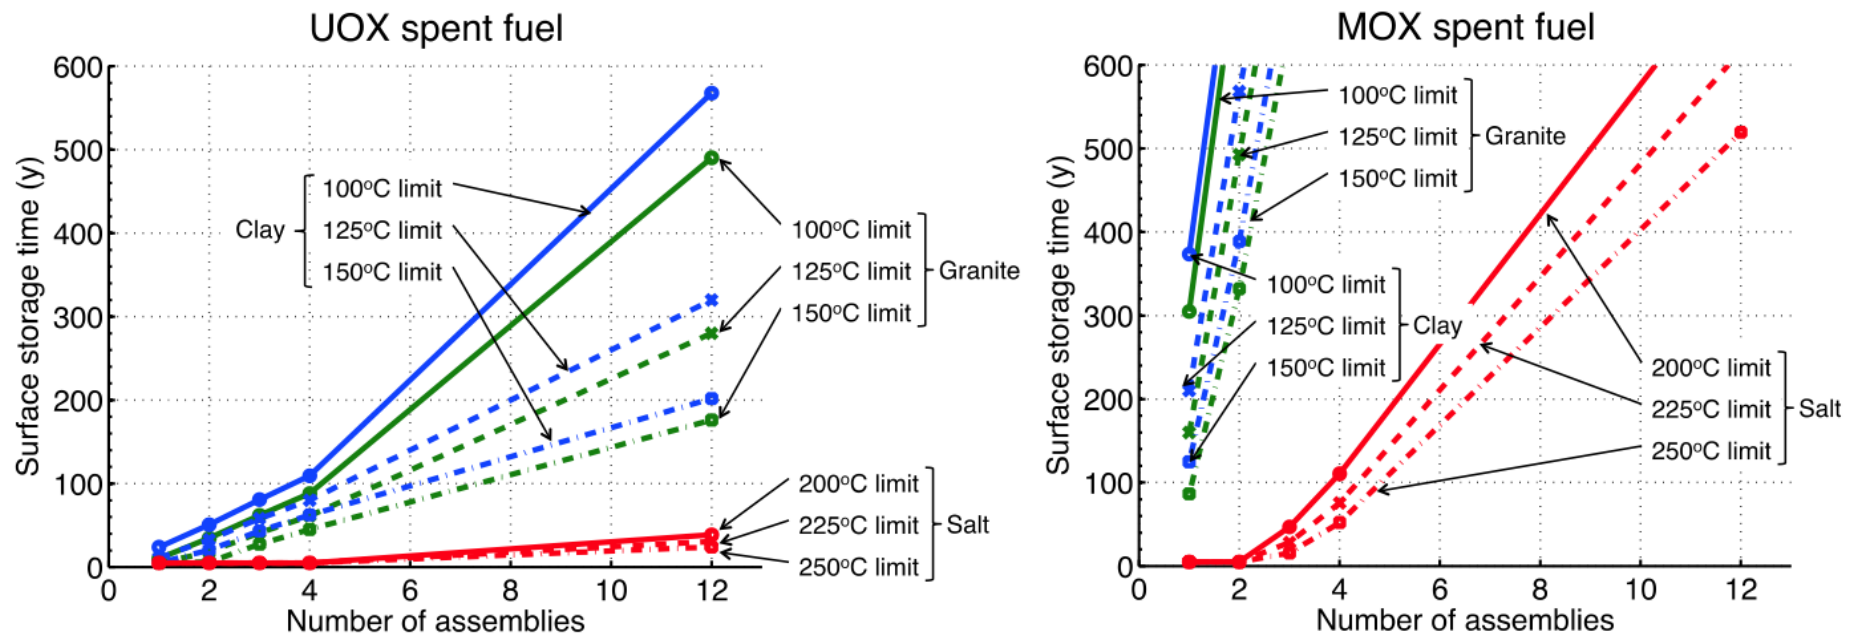 UOX spent fuel
600
500
400
300
200
100
0
Surface storage time (y)
0 2 4 6 8 10 12
Number of assemblies
Clay
100°C limit
125°C limit
150°C limit
100°C limit
125°C limit
150°C limit
Granite
200°C limit
225°C limit
250°C limit
Salt
MOX spent fuel
600
500
400
300
200
100
0
Surface storage time (y)
0 2 4 6 8 10 12
Number of assemblies
100°C limit
125°C limit
150°C limit
Granite
100°C limit
125°C limit
150°C limit
Clay
200°C limit
225°C limit
250°C limit
Salt